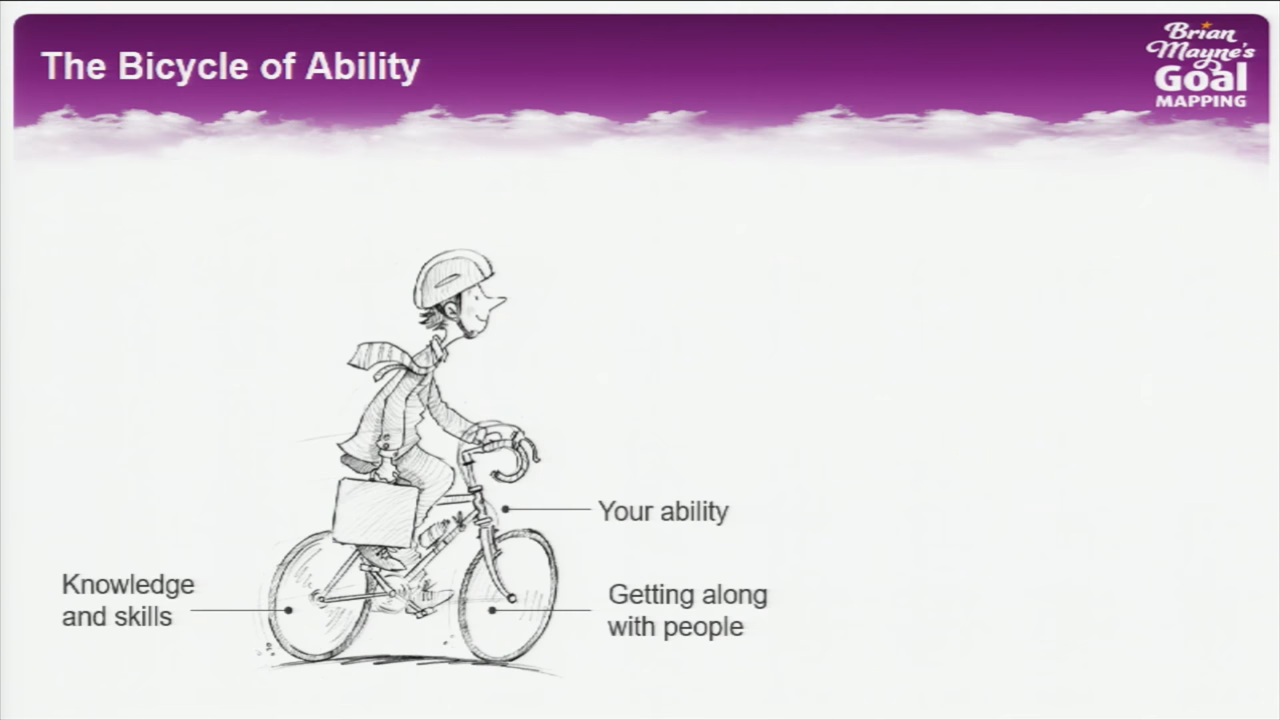 The Bicycle of Ability
Brian
Mayne's
Goal
MAPPING
Your ability
Knowledge
and skills
Getting along
with people